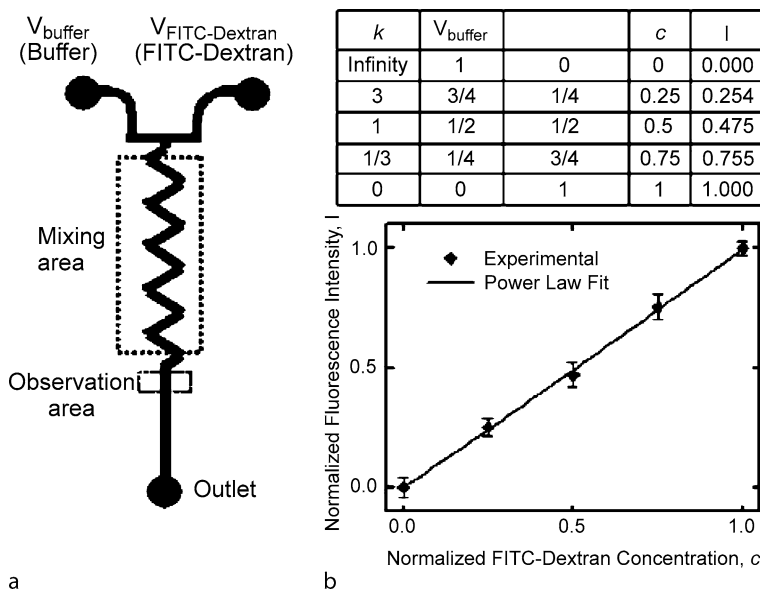 V buffer
(Buffer)
V FITC-Dextran
(FITC-Dextran)
Mixing
area
Observation
area
Outlet
a
k V buffer c I
Infinity 1 0 0 0.000
3 3/4 1/4 0.25 0.254
1 1/2 1/2 0.5 0.475
1/3 1/4 3/4 0.75 0.755
0 0 1 1 1.000
Normalized Fluorescence Intensity, I
1.0
0.5
0.0
Experimental
Power Law Fit
0.0 0.5 1.0
Normalized FITC-Dextran Concentration, c
b